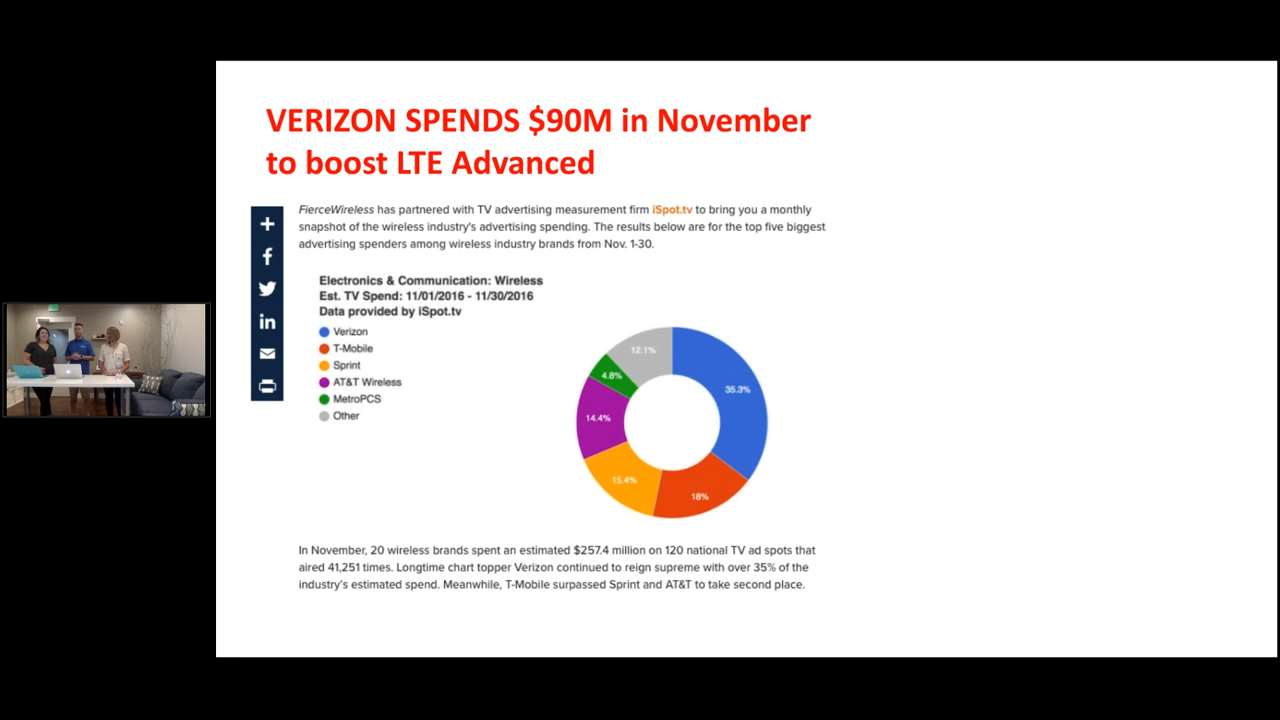 VERIZON SPENDS $90M in November
to boost LTE Advanced
FierceWireless has partnered with TV advertising measurement firm iSpot.tv to bring you a monthly
snapshot of the wireless industry's advertising spending. The results below are for the top five biggest
advertising spenders among wireless industry brands from Nov. 1-30.
Electronics & Communication: Wireless
Est. TV Spend: 11/01/2016 - 11/30/2016
Data provided by iSpot.tv
Verizon
T-Mobile
Sprint
AT&T Wireless
MetroPCS
Other
12.1%
4.8%
35.3%
14.4%
15.4%
18%
In November, 20 wireless brands spent an estimated $257.4 million on 120 national TV ad spots that
aired 41,251 times. Longtime chart topper Verizon continued to reign supreme with over 35% of the
industry's estimated spend. Meanwhile, T-Mobile surpassed Sprint and AT&T to take second place.